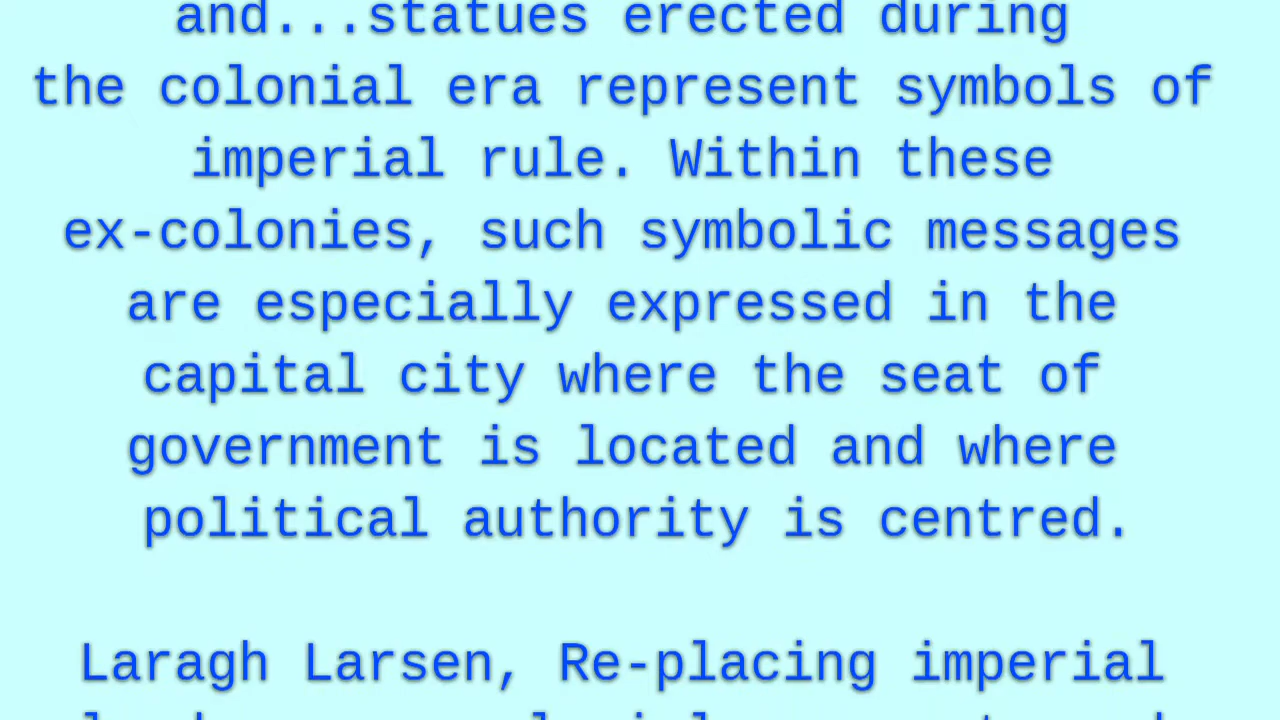 and...statues erected during
the colonial era represent symbols of
imperial rule. Within these
ex-colonies, such symbolic messages
are especially expressed in the
capital city where the seat of
government is located and where
political authority is centred.
Laragh Larsen, Re-placing imperial